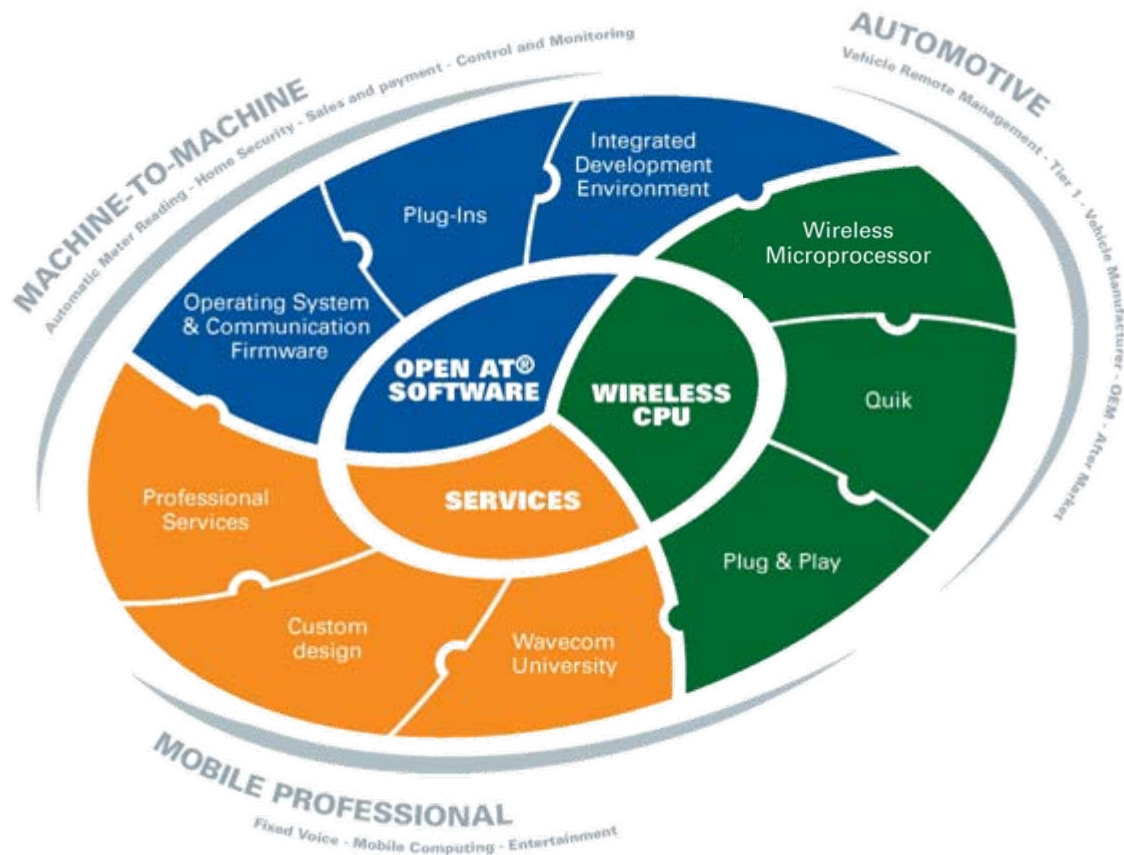 MACHINE-TO-MACHINE
Automatic Meter Reading - Home Security - Sales and payment - Control and Monitoring
AUTOMOTIVE
Vehicle Remote Management - Tier 1 - Vehicle Manufacturer - OEM - After Market
Integrated
Development
Environment
Plug-Ins
Operating System
& Communication
Firmware
OPEN AT®
SOFTWARE
Wireless
Microprocessor
Quik
Plug & Play
WIRELESS
CPU
SERVICES
Professional
Services
Custom
design
Wavecom
University
MOBILE PROFESSIONAL
Fixed Voice - Mobile Computing - Entertainment